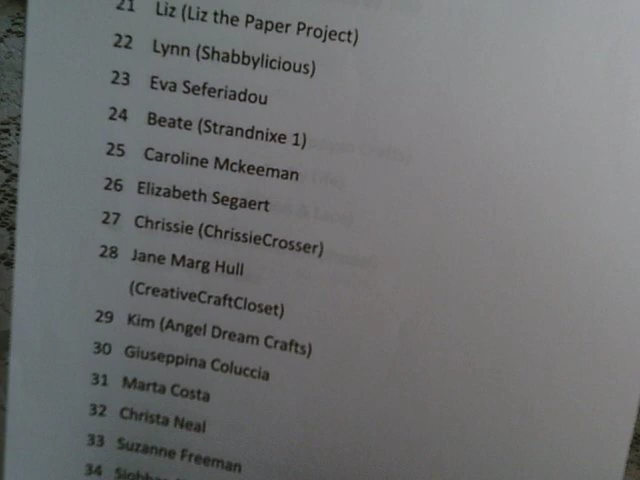 21 Liz (Liz the Paper Project)
22 Lynn (Shabbylicious)
23 Eva Seferiadou
24 Beate (Strandnixe 1)
25 Caroline Mckeeman
26 Elizabeth Segaert
27 Chrissie (ChrissieCrosser)
28 Jane Marg Hull
(CreativeCraftCloset)
29 Kim (Angel Dream Crafts)
30 Giuseppina Coluccia
31 Marta Costa
32 Christa Neal
33 Suzanne Freeman
34